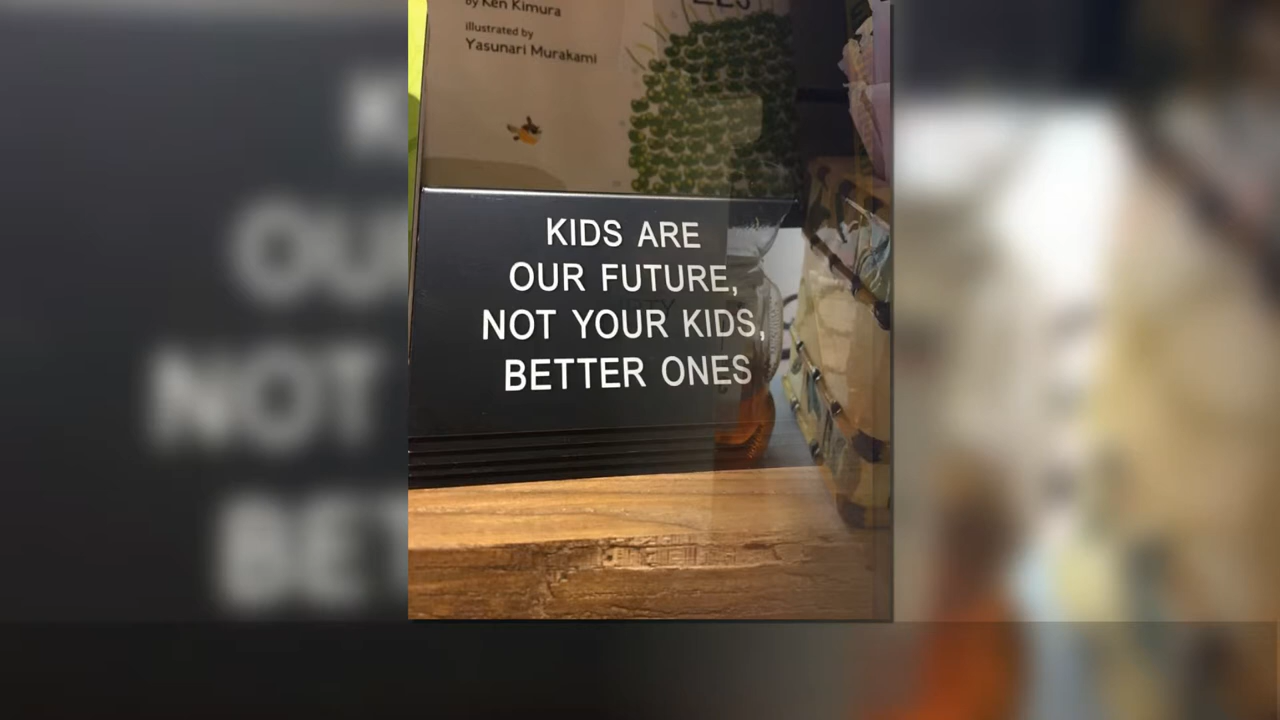 by Ken Kimura
illustrated by
Yasunari Murakami
KIDS ARE
OUR FUTURE,
NOT YOUR KIDS,
BETTER ONES